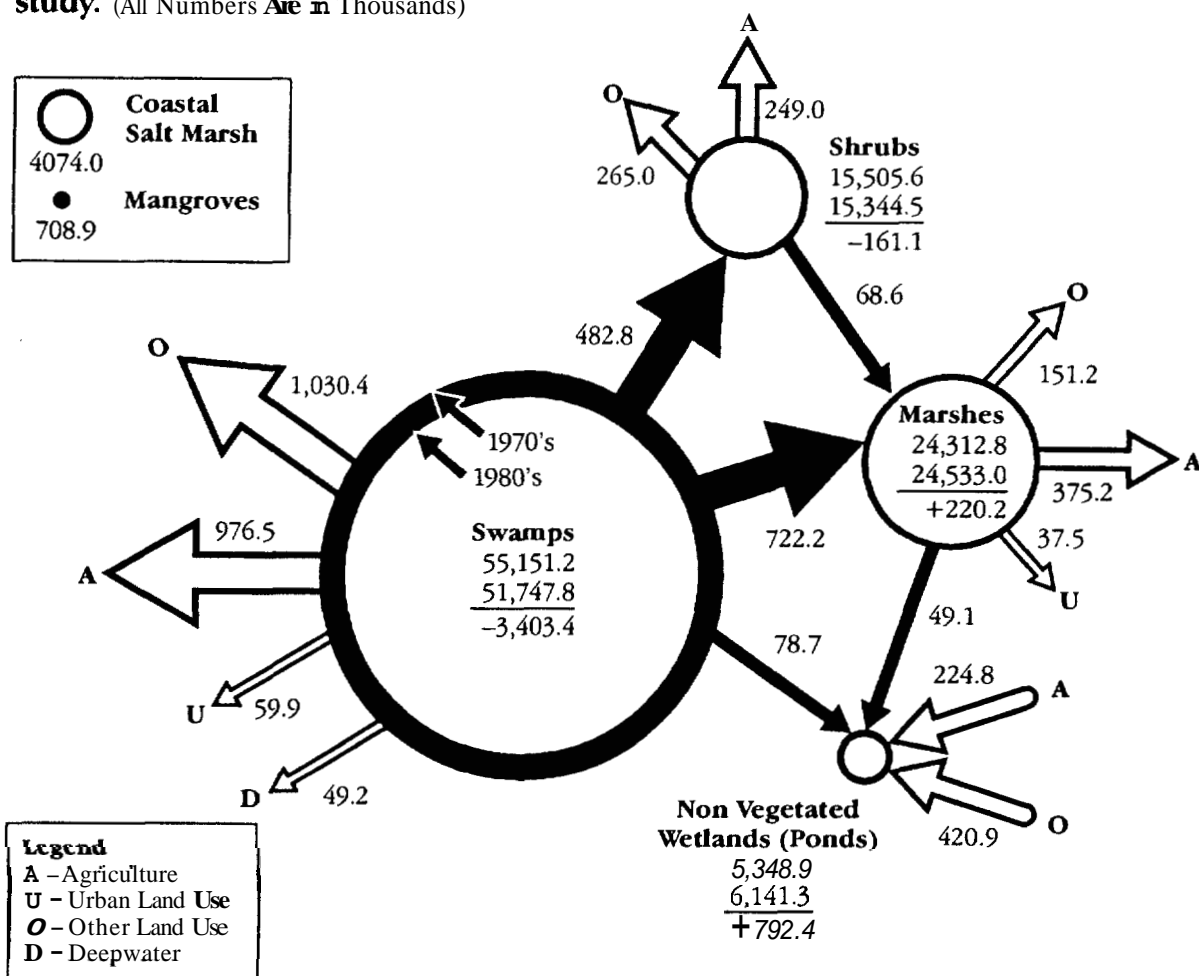 study. (All Numbers Are in Thousands)
Coastal
Salt Marsh
4074.0
Mangroves
708.9
A
O
249.0
265.0
Shrubs
15,505.6
15,344.5
-161.1
68.6
482.8
O
1,030.4
1970's
1980's
O
151.2
Marshes
24,312.8
24,533.0
+220.2
A
375.2
37.5
U
722.2
976.5
A
Swamps
55,151.2
51,747.8
-3,403.4
49.1
78.7
224.8
A
U
59.9
D
49.2
O
420.9
Non Vegetated
Wetlands (Ponds)
5,348.9
6,141.3
+792.4
Legend
A - Agriculture
U - Urban Land Use
O - Other Land Use
D - Deepwater